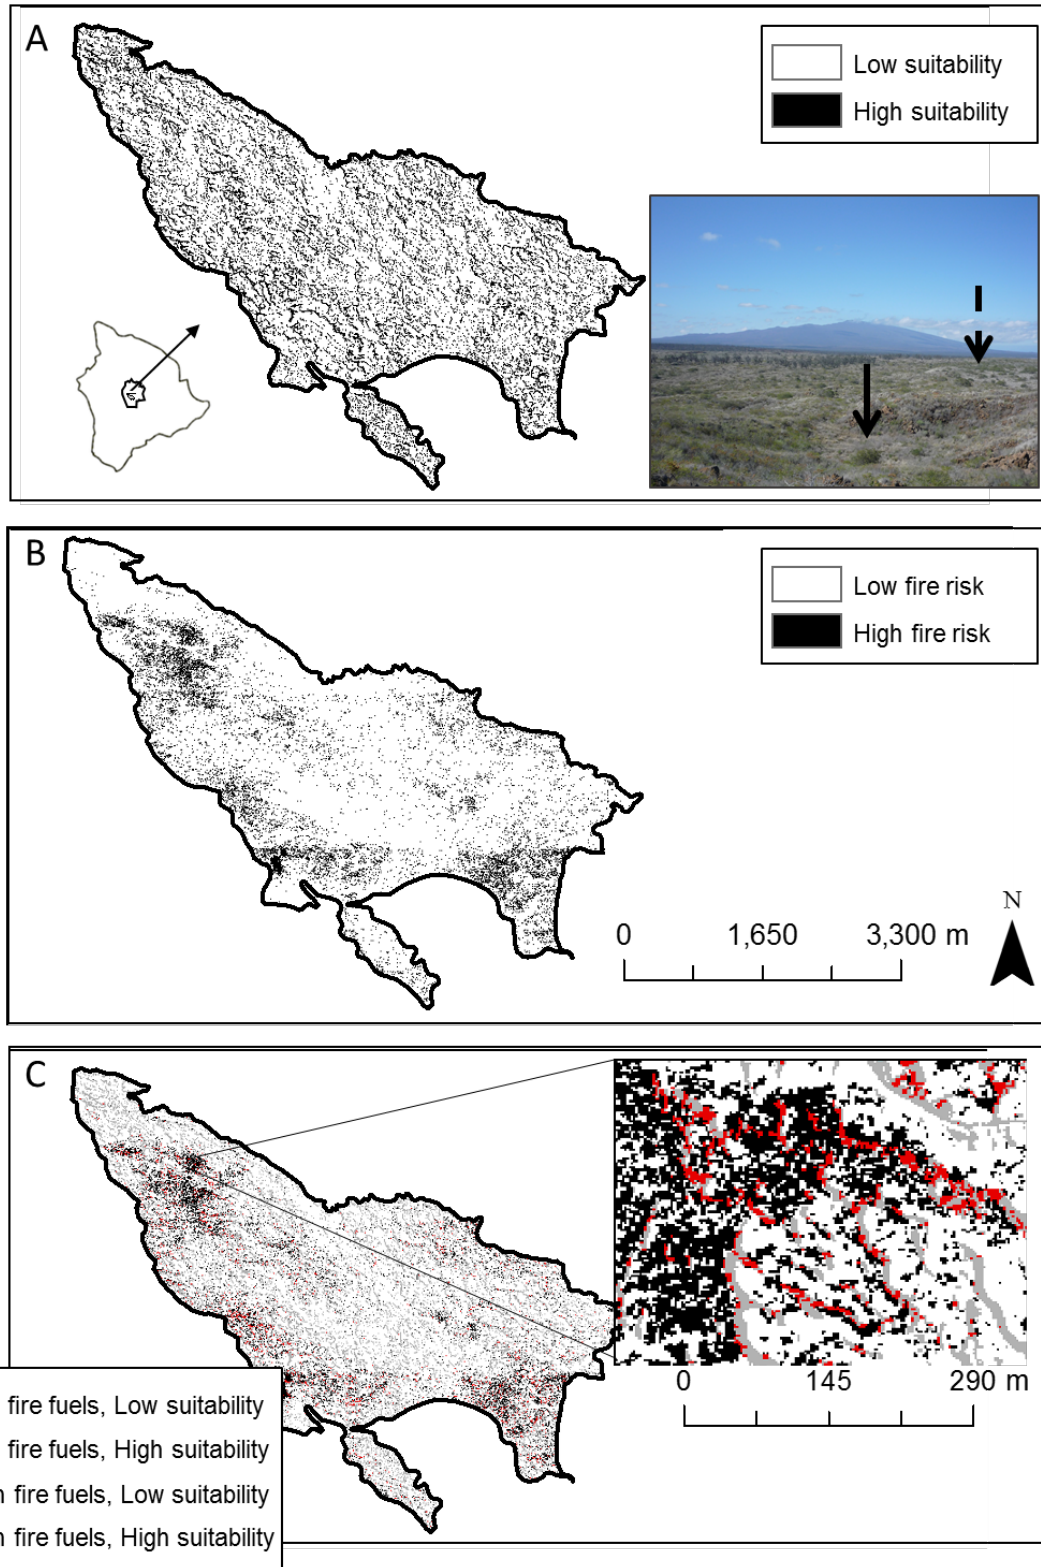 A
Low suitability
High suitability
B
Low fire risk
High fire risk
N
0 1,650 3,300 m
C
0 145 290 m
fire fuels, Low suitability
fire fuels, High suitability
fire fuels, Low suitability
fire fuels, High suitability